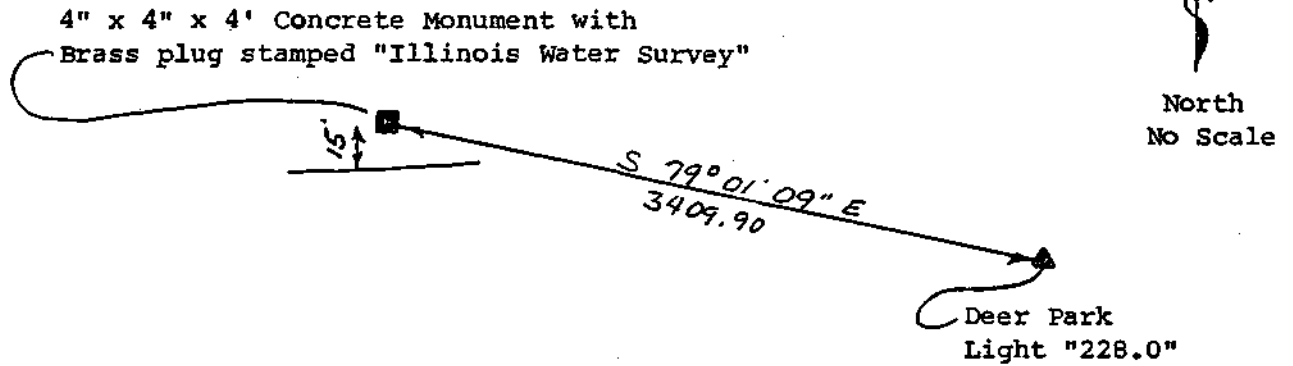 4" x 4" x 4' Concrete Monument with
Brass plug stamped "Illinois Water Survey"
North
No Scale
15'
S 79° 01' 09" E
3409.90
Deer Park
Light "228.0"